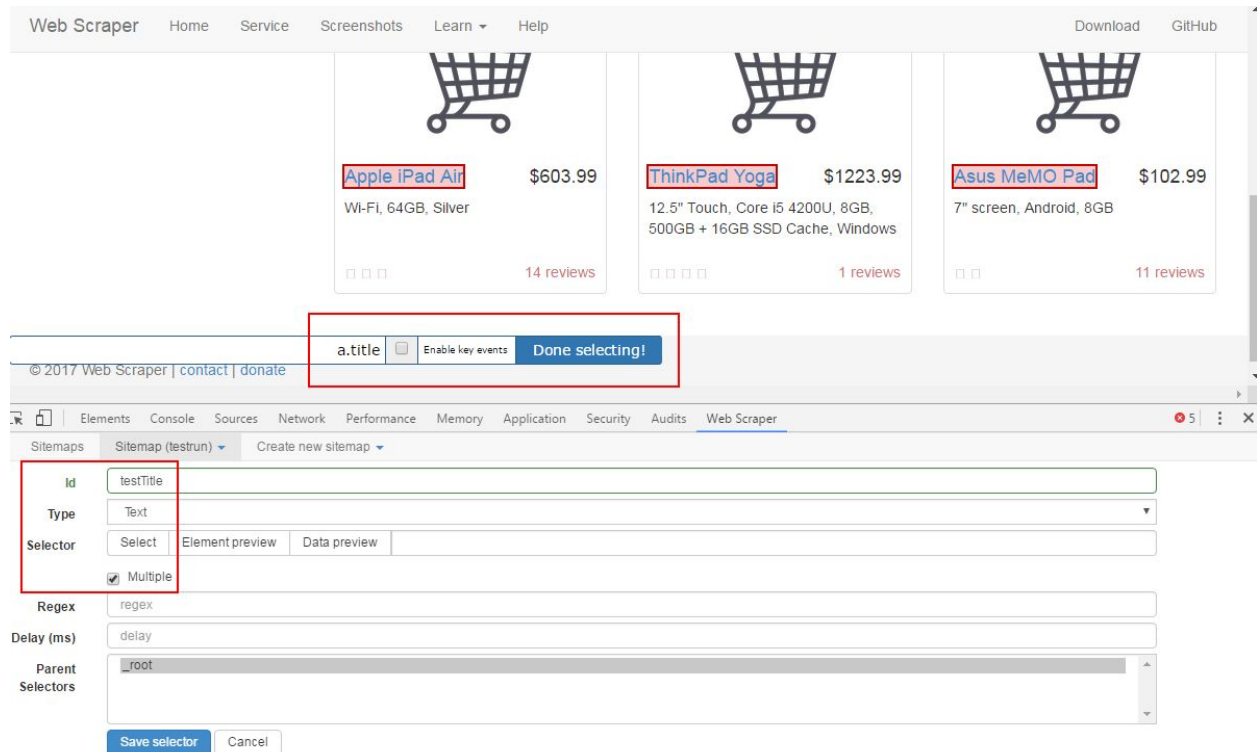 Web Scraper Home Service Screenshots Learn Help Download GitHub
Apple iPad Air $603.99 ThinkPad Yoga $1223.99 Asus MeMO Pad $102.99
Wi-Fi, 64GB, Silver 12.5" Touch, Core i5 4200U, 8GB, 7" screen, Android, 8GB
500GB + 16GB SSD Cache, Windows
14 reviews 1 reviews 11 reviews
a.title Enable key events Done selecting!
© 2017 Web Scraper | contact | donate
Elements Console Sources Network Performance Memory Application Security Audits Web Scraper 5
Sitemaps Sitemap (testrun) Create new sitemap
Id testTitle
Type Text
Selector Select Element preview Data preview
Multiple
Regex regex
Delay (ms) delay
Parent Selectors _root
Save selector Cancel